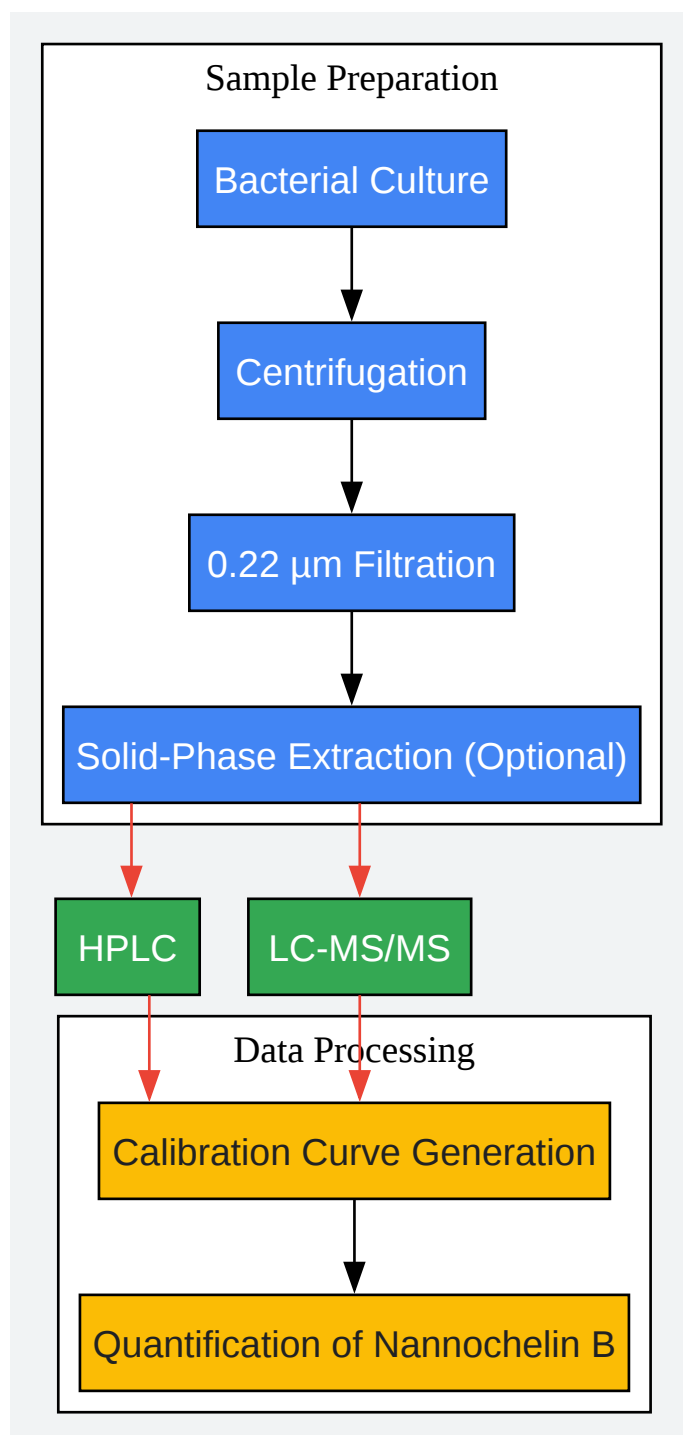 Sample Preparation
Bacterial Culture
Centrifugation
0.22 µm Filtration
Solid-Phase Extraction (Optional)
HPLC
LC-MS/MS
Data Processing
Calibration Curve Generation
Quantification of Nannochelin B